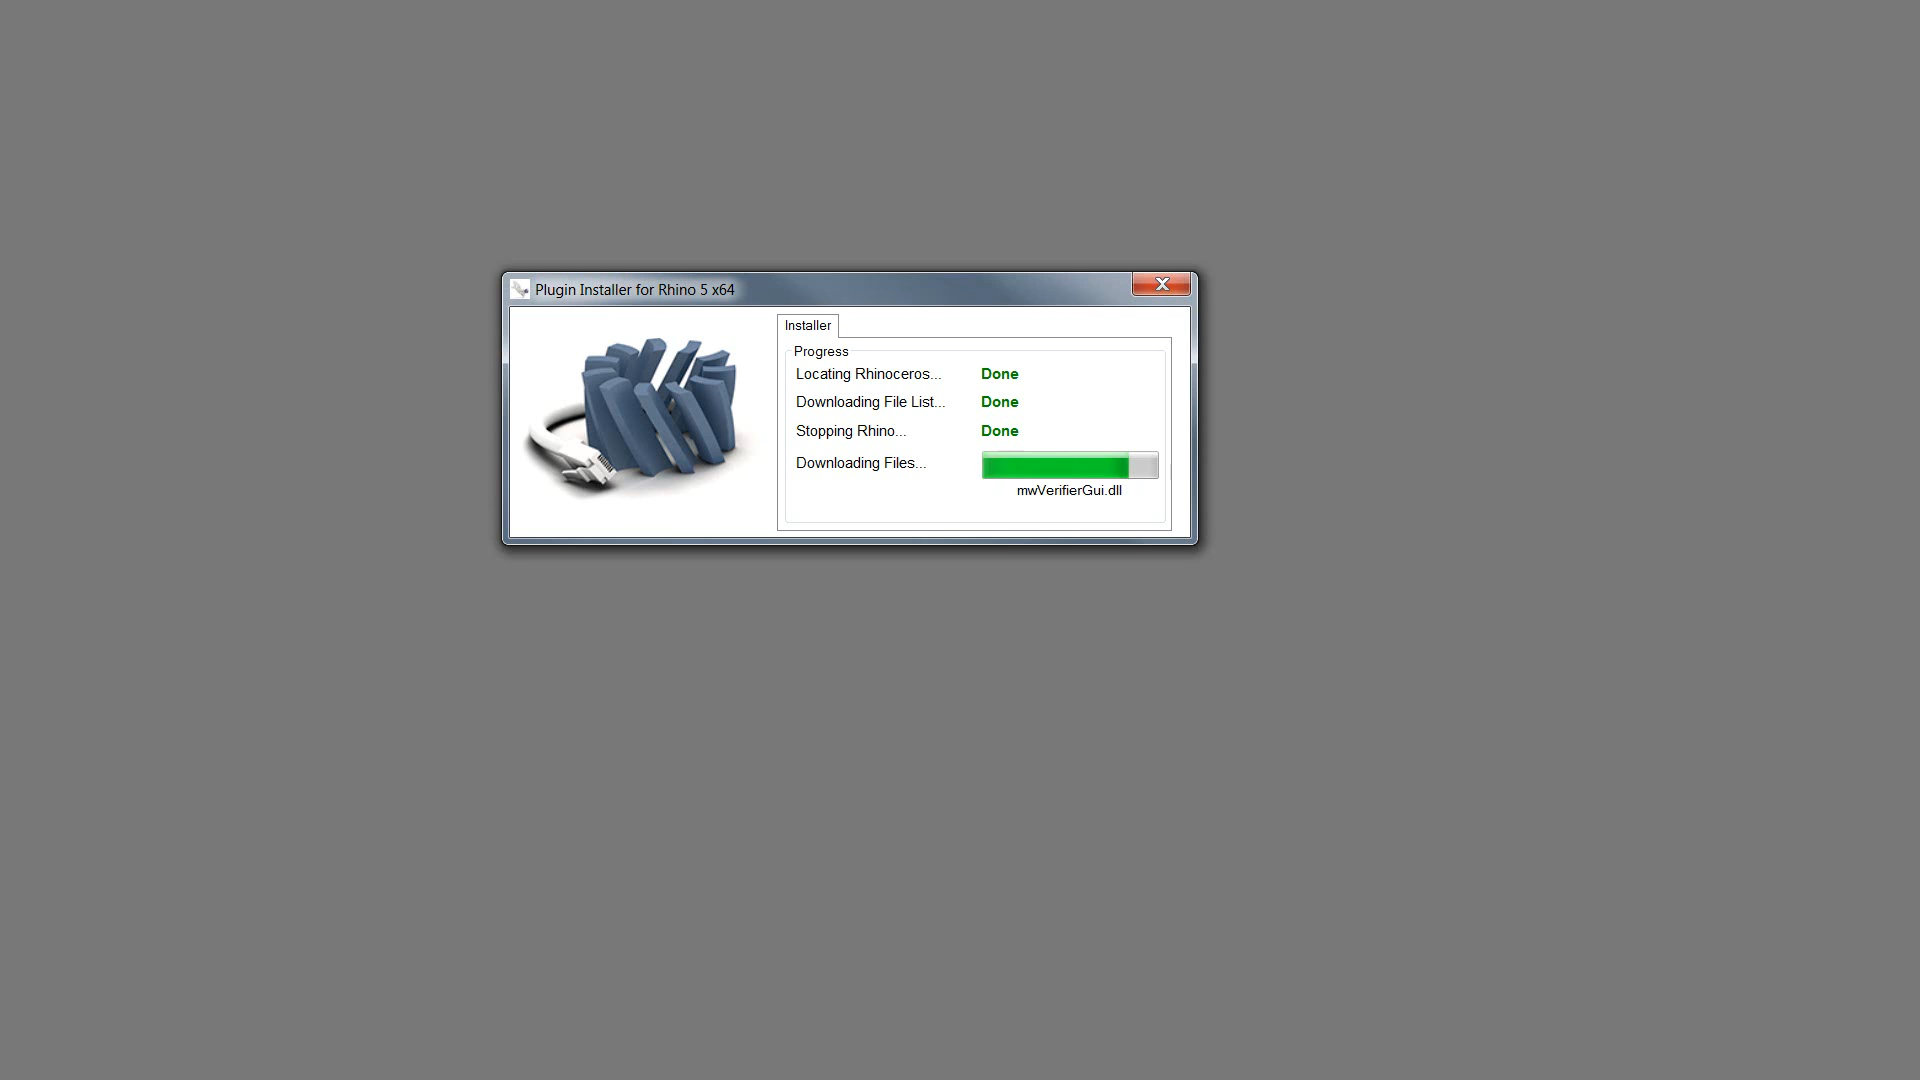 Plugin Installer for Rhino 5 x64
Installer
Progress
Locating Rhinoceros... Done
Downloading File List... Done
Stopping Rhino... Done
Downloading Files...
mwVerifierGui.dll